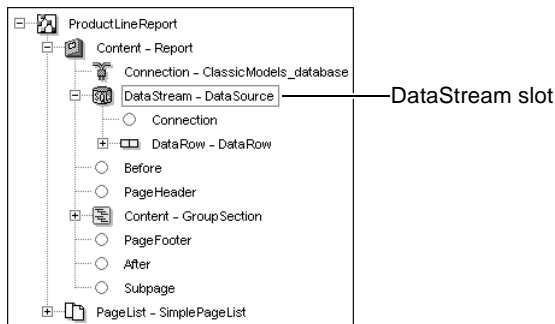 ProductLineReport
Content - Report
Connection - ClassicModels_database
DataStream - DataSource
DataStream slot
Connection
DataRow - DataRow
Before
PageHeader
Content - GroupSection
PageFooter
After
Subpage
PageList - SimplePageList